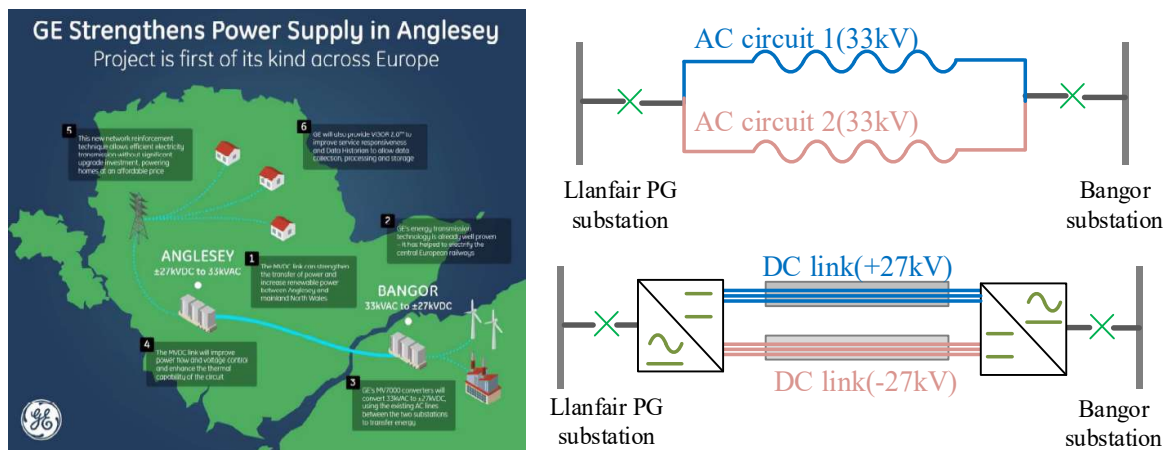 GE Strengthens Power Supply in Anglesey
Project is first of its kind across Europe
5
This new network reinforcement
technique allows efficient electricity
transmission without significant
upgrade investment, powering
homes at an affordable price
6
GE will also provide VISOR 2.0™ to
improve service responsiveness
and Data Historian to allow data
collection, processing and storage
2
GE's energy transmission
technology is already well proven
– it has helped to electrify the
central European railways
ANGLESEY
±27kVDC to 33kVAC
1
The MVDC link can strengthen
the transfer of power and
increase renewable power
between Anglesey and
mainland North Wales
BANGOR
33kVAC to ±27kVDC
4
The MVDC link will improve
power flow and voltage control
and enhance the thermal
capability of the circuit
3
GE's MV7000 converters will
convert 33kVAC to ±27kVDC,
using the existing AC lines
between the two substations
to transfer energy
GE
AC circuit 1(33kV)
AC circuit 2(33kV)
Llanfair PG
substation
Bangor
substation
DC link(+27kV)
DC link(-27kV)
Llanfair PG
substation
Bangor
substation